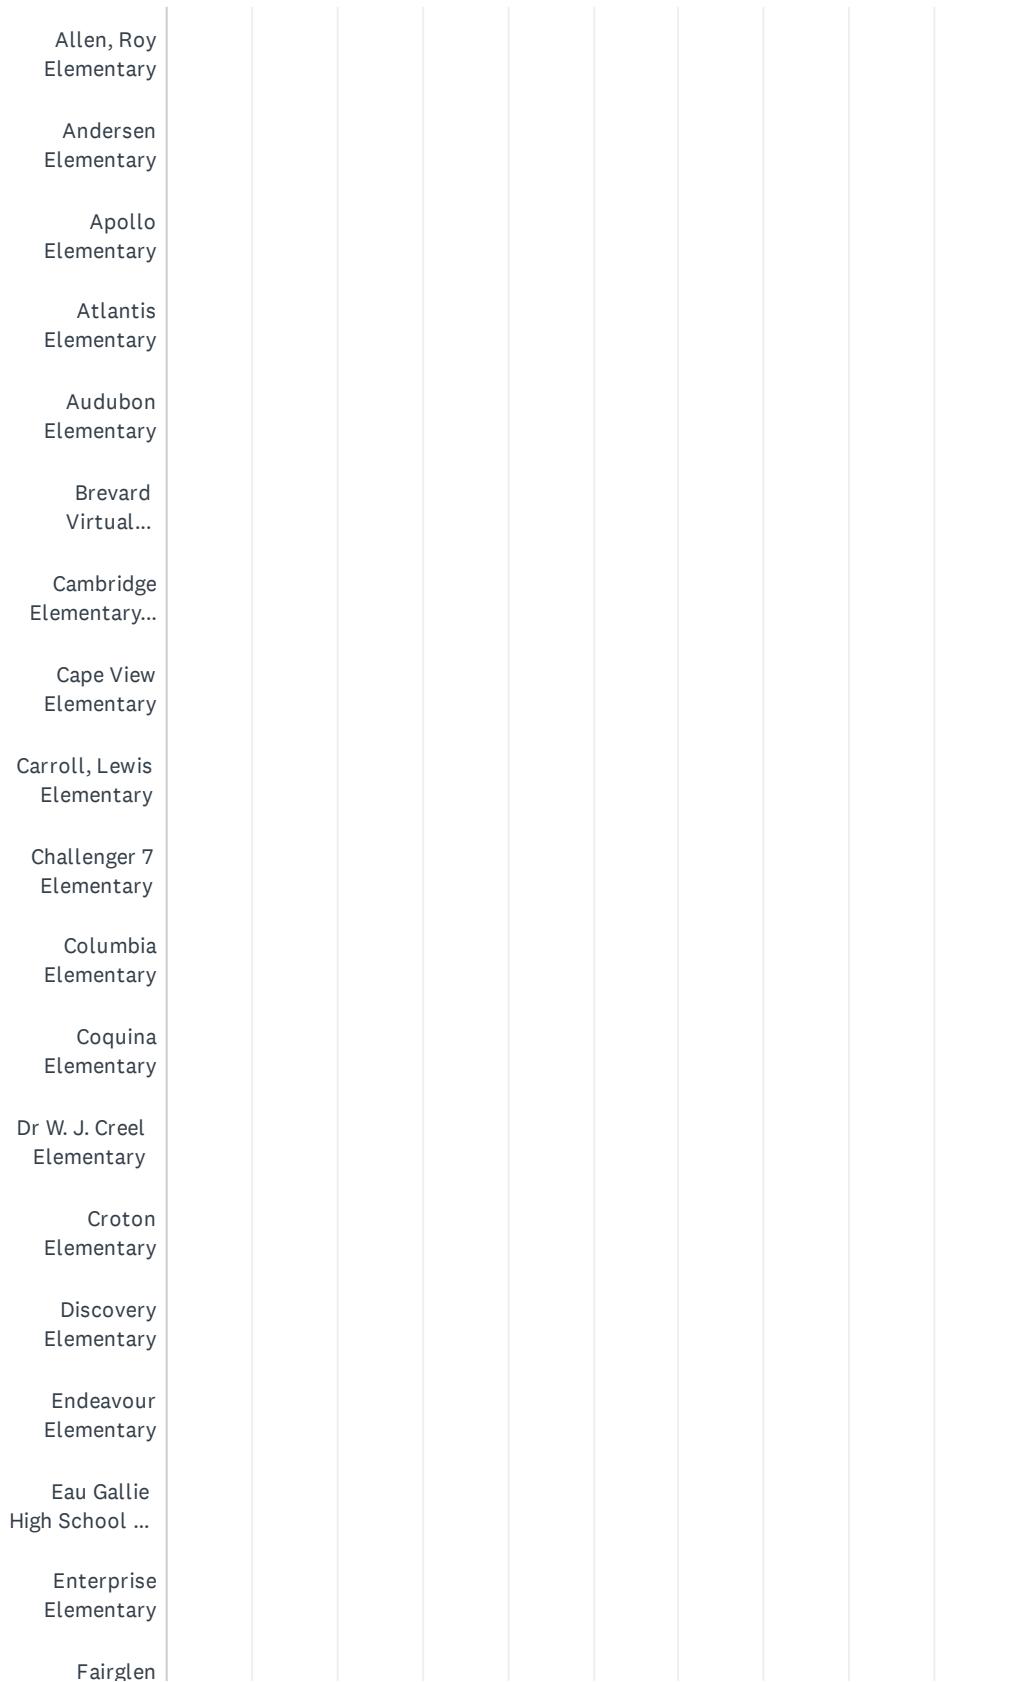 Allen, Roy
Elementary
Andersen
Elementary
Apollo
Elementary
Atlantis
Elementary
Audubon
Elementary
Brevard
Virtual...
Cambridge
Elementary...
Cape View
Elementary
Carroll, Lewis
Elementary
Challenger 7
Elementary
Columbia
Elementary
Coquina
Elementary
Dr W. J. Creel
Elementary
Croton
Elementary
Discovery
Elementary
Endeavour
Elementary
Eau Gallie
High School ...
Enterprise
Elementary
Fairglen